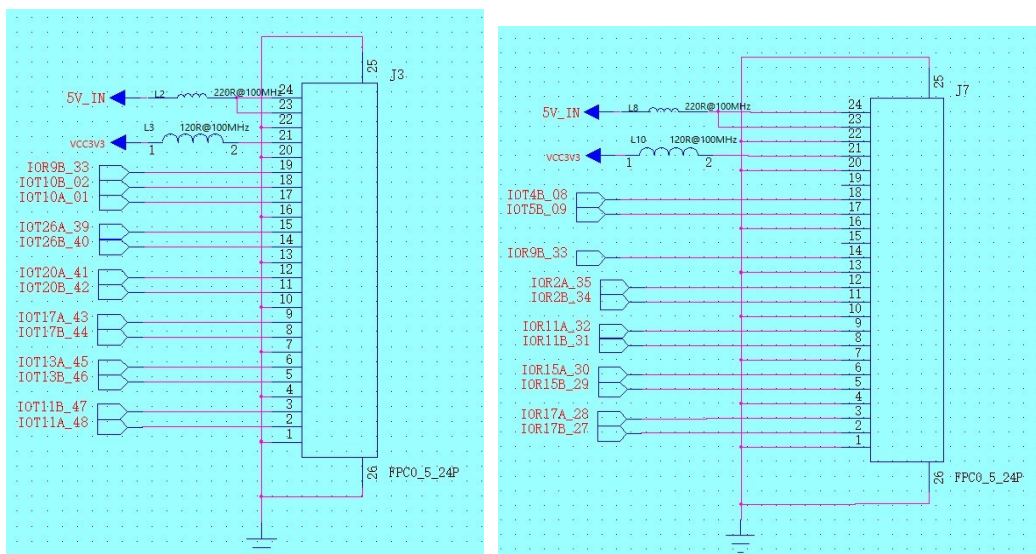 25
J3
L2 220R@100MHz
5V_IN
24
23
22
L3 120R@100MHz
VCC3V3
1 2
21
20
IOR9B_33 19
IOT10B_02 18
IOT10A_01 17
16
IOT26A_39 15
IOT26B_40 14
13
IOT20A_41 12
IOT20B_42 11
10
IOT17A_43 9
IOT17B_44 8
7
IOT13A_45 6
IOT13B_46 5
4
IOT11B_47 3
IOT11A_48 2
1
26
FPC0_5_24P
25
J7
L8 220R@100MHz
5V_IN
24
23
22
L10 120R@100MHz
VCC3V3
1 2
21
20
19
IOT4B_08 18
IOT5B_09 17
16
15
IOR9B_33 14
13
IOR2A_35 12
IOR2B_34 11
10
IOR11A_32 9
IOR11B_31 8
7
IOR15A_30 6
IOR15B_29 5
4
IOR17A_28 3
IOR17B_27 2
1
26
FPC0_5_24P